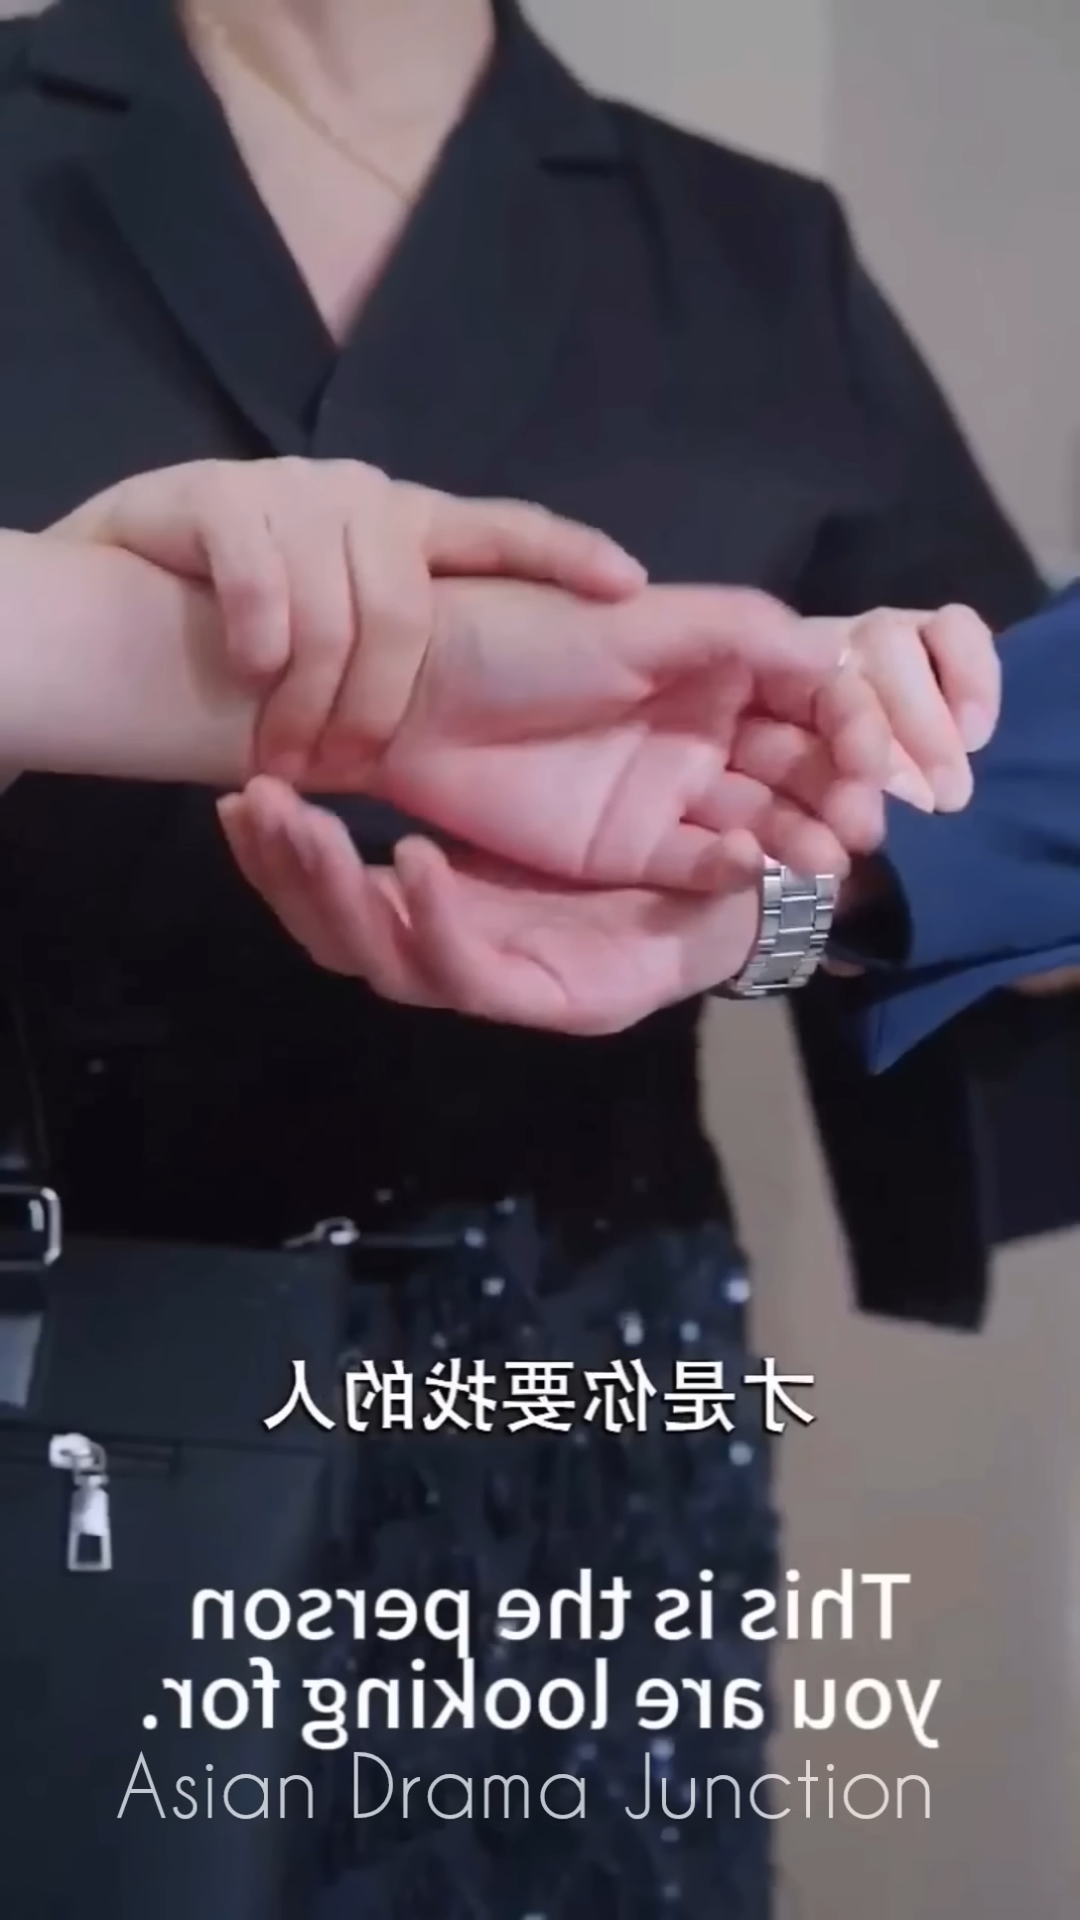 才是你要找的人
This is the person
you are looking for.
Asian Drama Junction